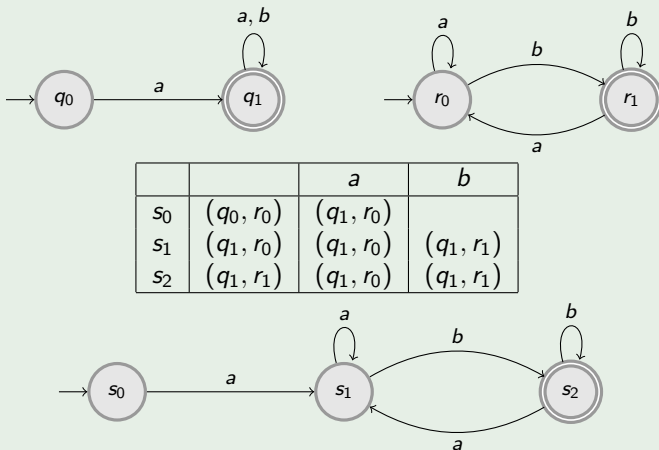 a, b
a
b
b
q₀
a
q₁
r₀
r₁
a
a b
s₀ (q₀, r₀) (q₁, r₀)
s₁ (q₁, r₀) (q₁, r₀) (q₁, r₁)
s₂ (q₁, r₁) (q₁, r₀) (q₁, r₁)
a
b
b
s₀
a
s₁
s₂
a